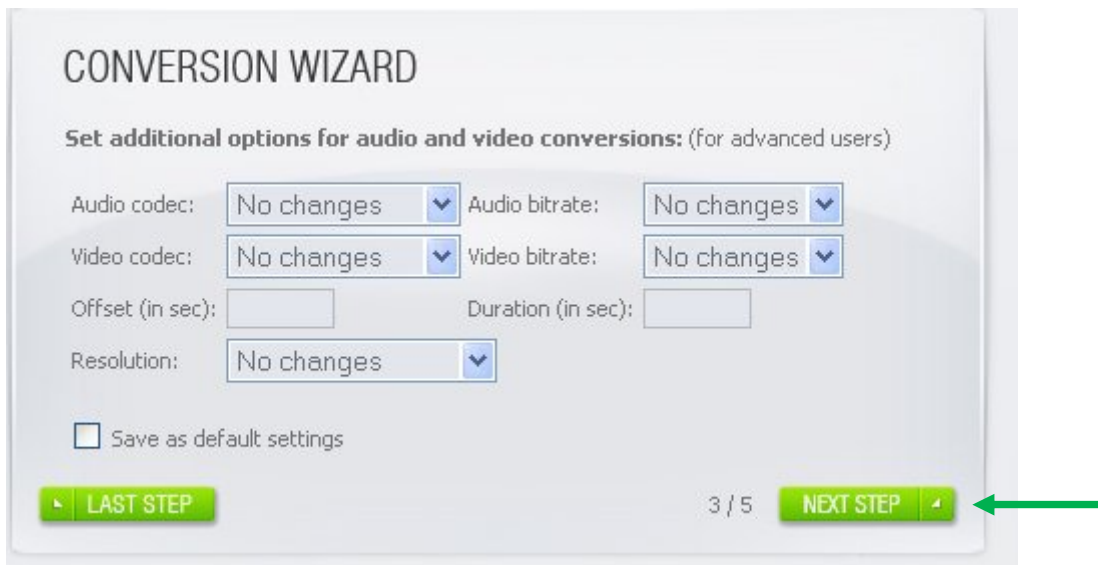 CONVERSION WIZARD
Set additional options for audio and video conversions: (for advanced users)
Audio codec: No changes Audio bitrate: No changes
Video codec: No changes Video bitrate: No changes
Offset (in sec): Duration (in sec):
Resolution: No changes
Save as default settings
LAST STEP 3 / 5 NEXT STEP